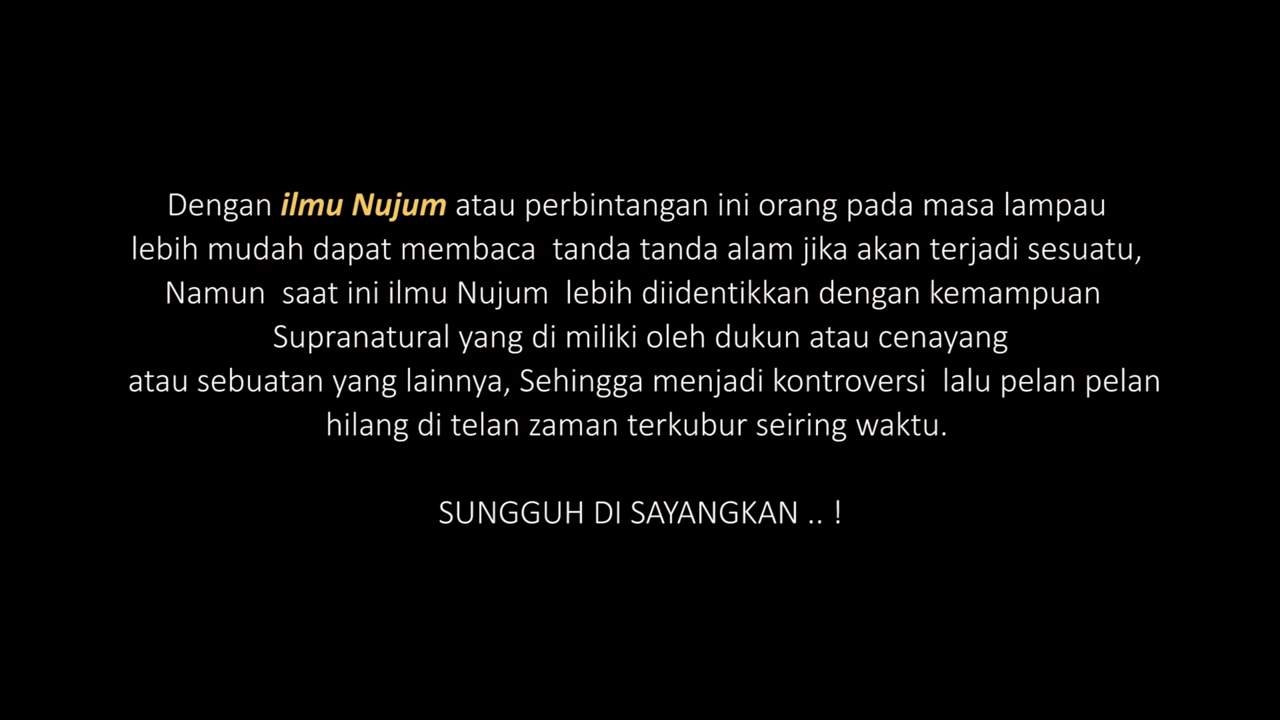 Dengan ilmu Nujum atau perbintangan ini orang pada masa lampau
lebih mudah dapat membaca  tanda tanda alam jika akan terjadi sesuatu,
Namun  saat ini ilmu Nujum  lebih diidentikkan dengan kemampuan
Supranatural yang di miliki oleh dukun atau cenayang
atau sebuatan yang lainnya, Sehingga menjadi kontroversi  lalu pelan pelan
hilang di telan zaman terkubur seiring waktu.
SUNGGUH DI SAYANGKAN .. !